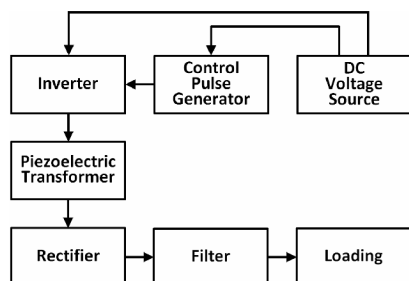 Inverter
Control
Pulse
Generator
DC
Voltage
Source
Piezoelectric
Transformer
Rectifier
Filter
Loading